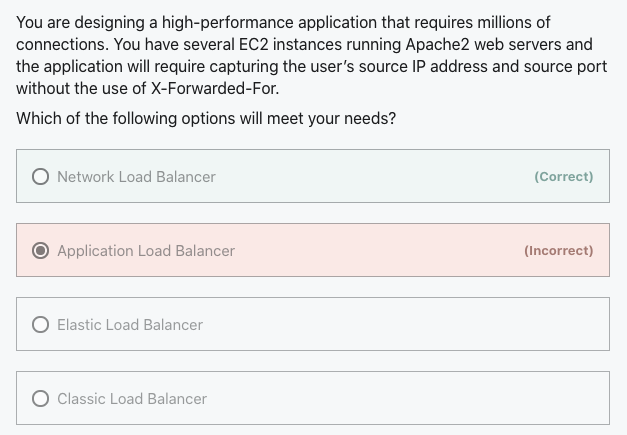 You are designing a high-performance application that requires millions of
connections. You have several EC2 instances running Apache2 web servers and
the application will require capturing the user’s source IP address and source port
without the use of X-Forwarded-For.
Which of the following options will meet your needs?
Network Load Balancer (Correct)
Application Load Balancer (Incorrect)
Elastic Load Balancer
Classic Load Balancer